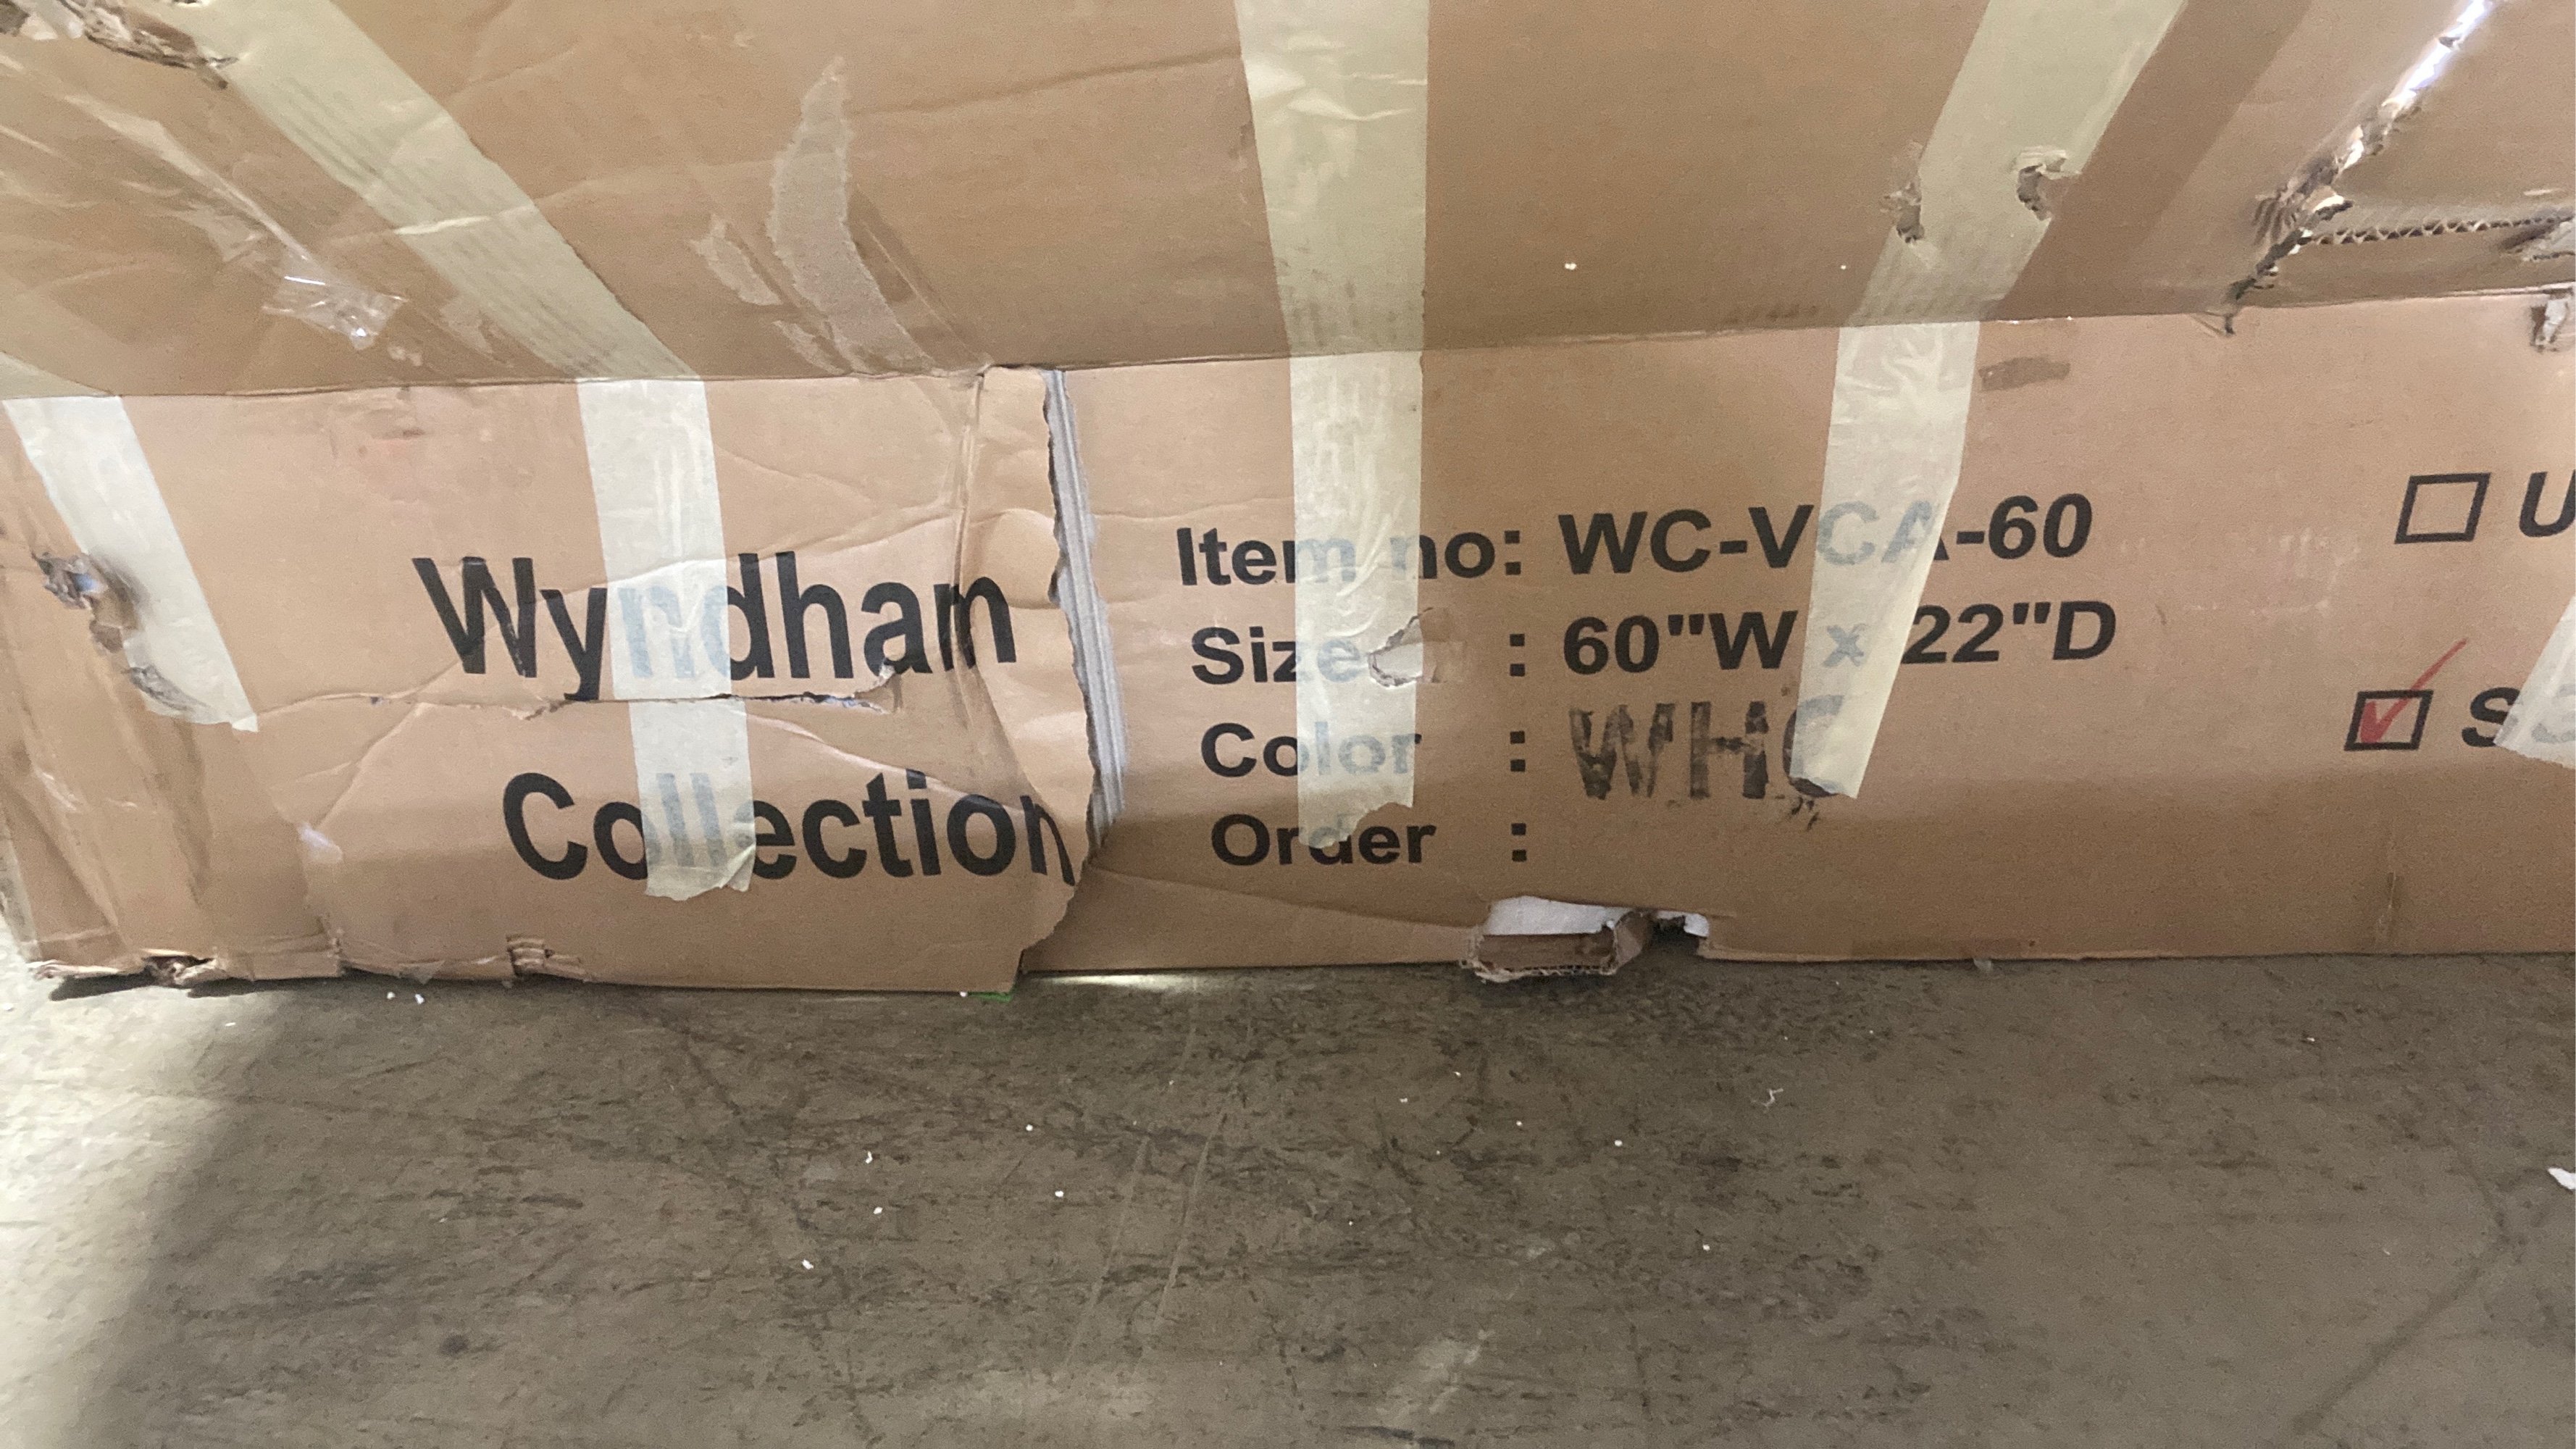 Wyndham
Collection
Item no: WC-VCA-60
Size : 60"W x 22"D
Color : WHC
Order :